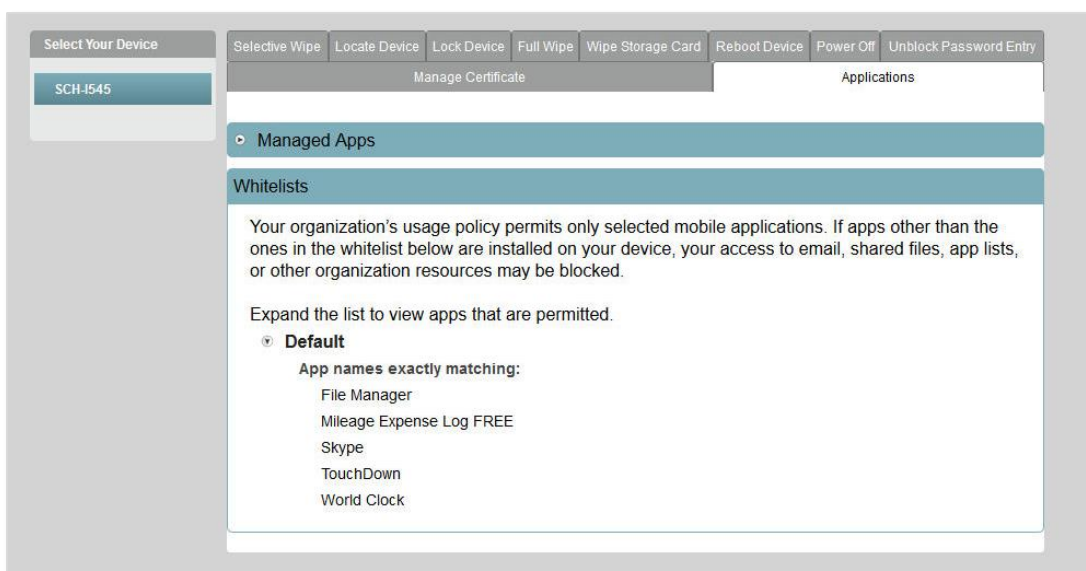 Select Your Device
SCH-I545
Selective Wipe Locate Device Lock Device Full Wipe Wipe Storage Card Reboot Device Power Off Unblock Password Entry
Manage Certificate Applications
Managed Apps
Whitelists
Your organization's usage policy permits only selected mobile applications. If apps other than the
ones in the whitelist below are installed on your device, your access to email, shared files, app lists,
or other organization resources may be blocked.
Expand the list to view apps that are permitted.
Default
App names exactly matching:
File Manager
Mileage Expense Log FREE
Skype
TouchDown
World Clock